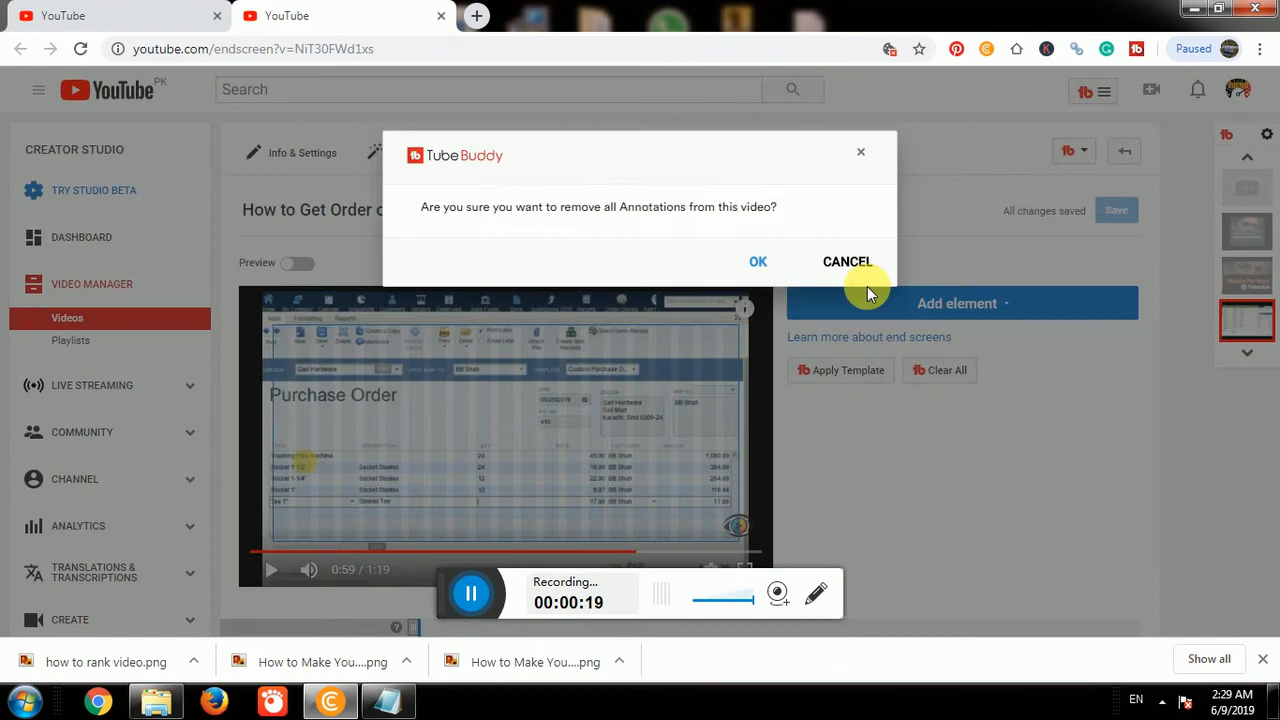 YouTube
YouTube
youtube.com/endscreen?v=NiT30FWd1xs
Paused
YouTube PK
Search
CREATOR STUDIO
TRY STUDIO BETA
DASHBOARD
VIDEO MANAGER
Videos
Playlists
LIVE STREAMING
COMMUNITY
CHANNEL
ANALYTICS
TRANSLATIONS &
TRANSCRIPTIONS
CREATE
Info & Settings
TubeBuddy
Are you sure you want to remove all Annotations from this video?
OK
CANCEL
How to Get Order o
All changes saved
Save
Preview
Add element
Learn more about end screens
Apply Template
Clear All
Purchase Order
0:59 / 1:19
Recording...
00:00:19
how to rank video.png
How to Make You....png
How to Make You....png
Show all
EN
2:29 AM
6/9/2019